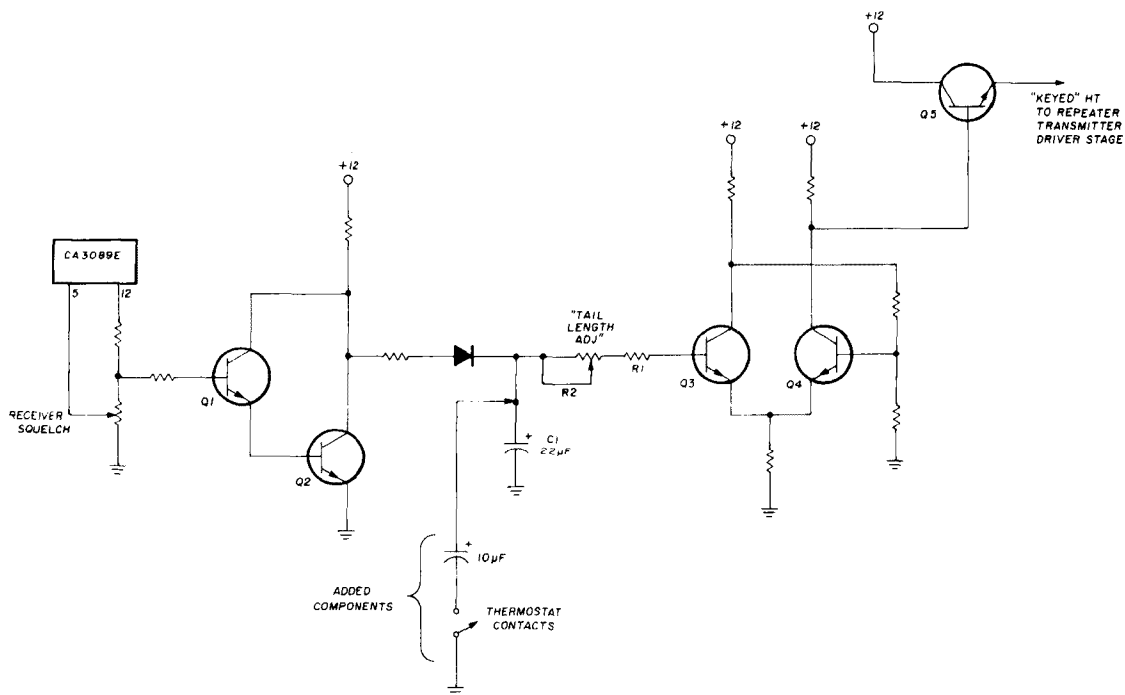 +12
Q5
"KEYED" HT
TO REPEATER
TRANSMITTER
DRIVER STAGE
+12
+12
+12
CA3089E
5
12
"TAIL
LENGTH
ADJ"
R2
R1
Q3
Q4
Q1
RECEIVER
SQUELCH
+
C1
22µF
Q2
+
10µF
ADDED
COMPONENTS
THERMOSTAT
CONTACTS